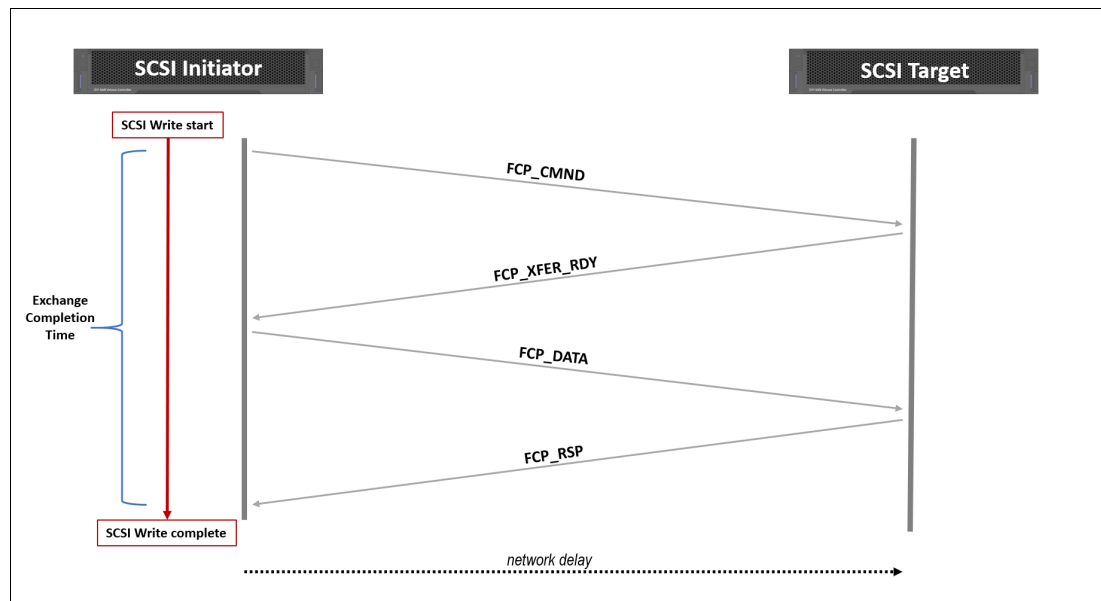 SCSI Initiator
SCSI Target
SCSI Write start
FCP_CMND
FCP_XFER_RDY
Exchange
Completion
Time
FCP_DATA
FCP_RSP
SCSI Write complete
network delay